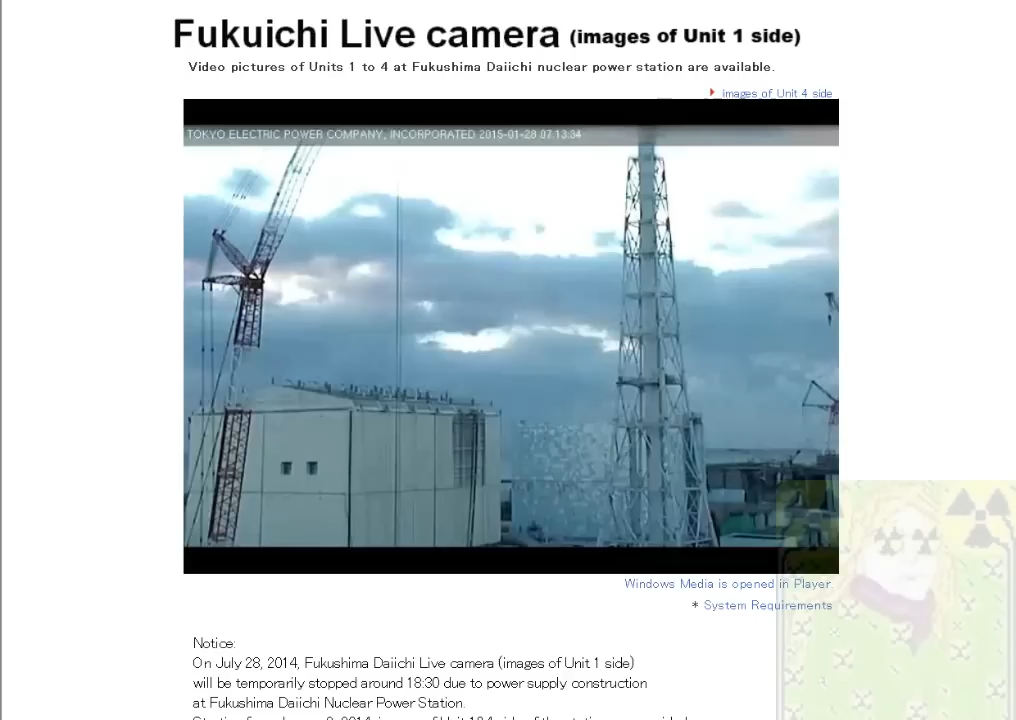 Fukuichi Live camera (images of Unit 1 side)
Video pictures of Units 1 to 4 at Fukushima Daiichi nuclear power station are available.
images of Unit 4 side
TOKYO ELECTRIC POWER COMPANY, INCORPORATED 2015-01-28 07:13:34
Windows Media is opened in Player.
* System Requirements
Notice:
On July 28, 2014, Fukushima Daiichi Live camera (images of Unit 1 side)
will be temporarily stopped around 18:30 due to power supply construction
at Fukushima Daiichi Nuclear Power Station.